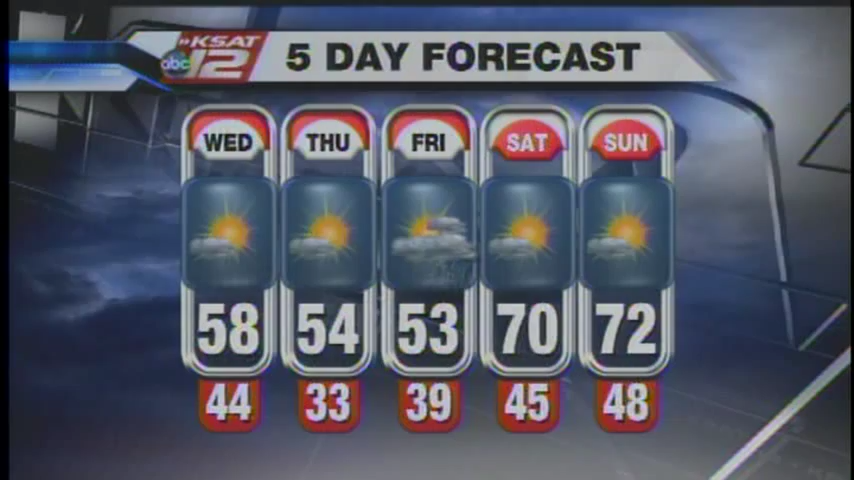 KSAT
abc 12
5 DAY FORECAST
WED THU FRI SAT SUN
58 54 53 70 72
44 33 39 45 48